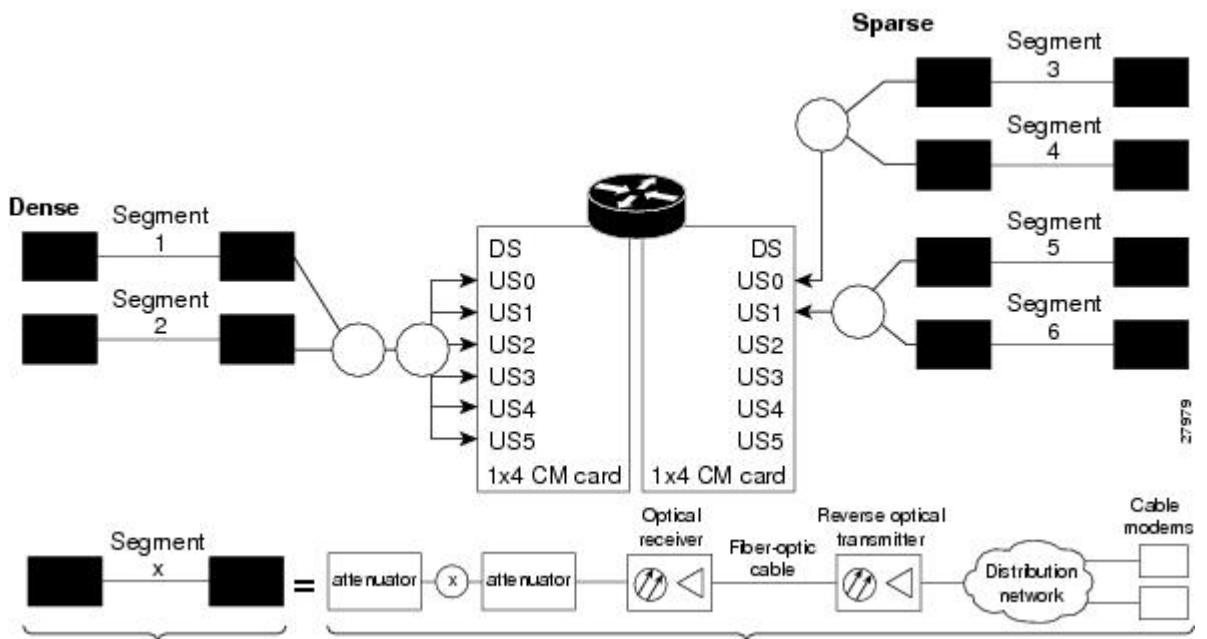 Sparse
Segment
3
Segment
4
Dense
Segment
1
Segment
2
Segment
5
Segment
6
DS
US0
US1
US2
US3
US4
US5
1x4 CM card
DS
US0
US1
US2
US3
US4
US5
1x4 CM card
27979
Segment
x
=
attenuator
x
attenuator
Optical
receiver
Fiber-optic
cable
Reverse optical
transmitter
Distribution
network
Cable
modems